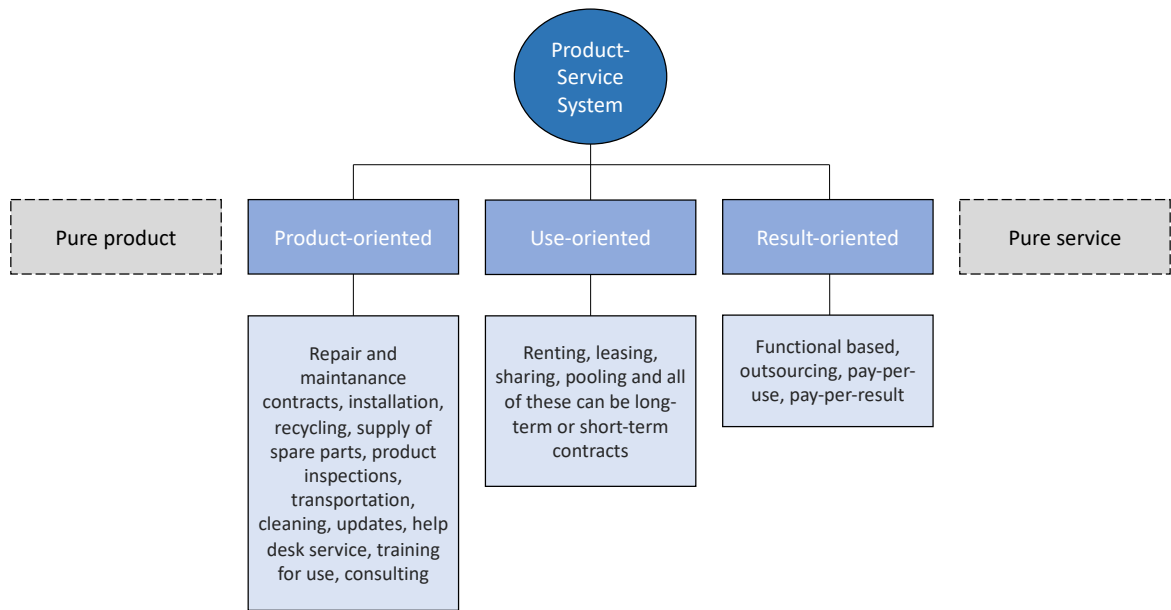 Product-
Service
System
Pure product
Product-oriented
Use-oriented
Result-oriented
Pure service
Repair and
maintanance
contracts, installation,
recycling, supply of
spare parts, product
inspections,
transportation,
cleaning, updates, help
desk service, training
for use, consulting
Renting, leasing,
sharing, pooling and all
of these can be long-
term or short-term
contracts
Functional based,
outsourcing, pay-per-
use, pay-per-result